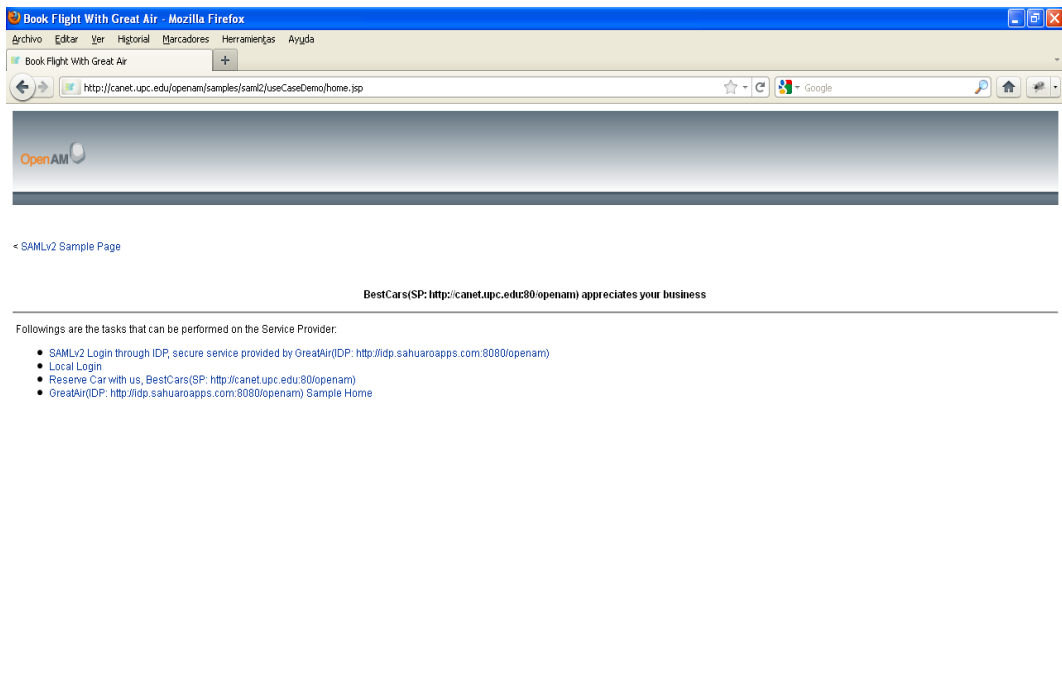 Book Flight With Great Air - Mozilla Firefox
Archivo Editar Ver Historial Marcadores Herramientas Ayuda
Book Flight With Great Air +
http://canet.upc.edu/openam/samples/saml2/useCaseDemo/home.jsp Google
OpenAM
< SAMLv2 Sample Page
BestCars(SP: http://canet.upc.edu:80/openam) appreciates your business
Followings are the tasks that can be performed on the Service Provider:
SAMLv2 Login through IDP, secure service provided by GreatAir(IDP: http://idp.sahuaroapps.com:8080/openam)
Local Login
Reserve Car with us, BestCars(SP: http://canet.upc.edu:80/openam)
GreatAir(IDP: http://idp.sahuaroapps.com:8080/openam) Sample Home